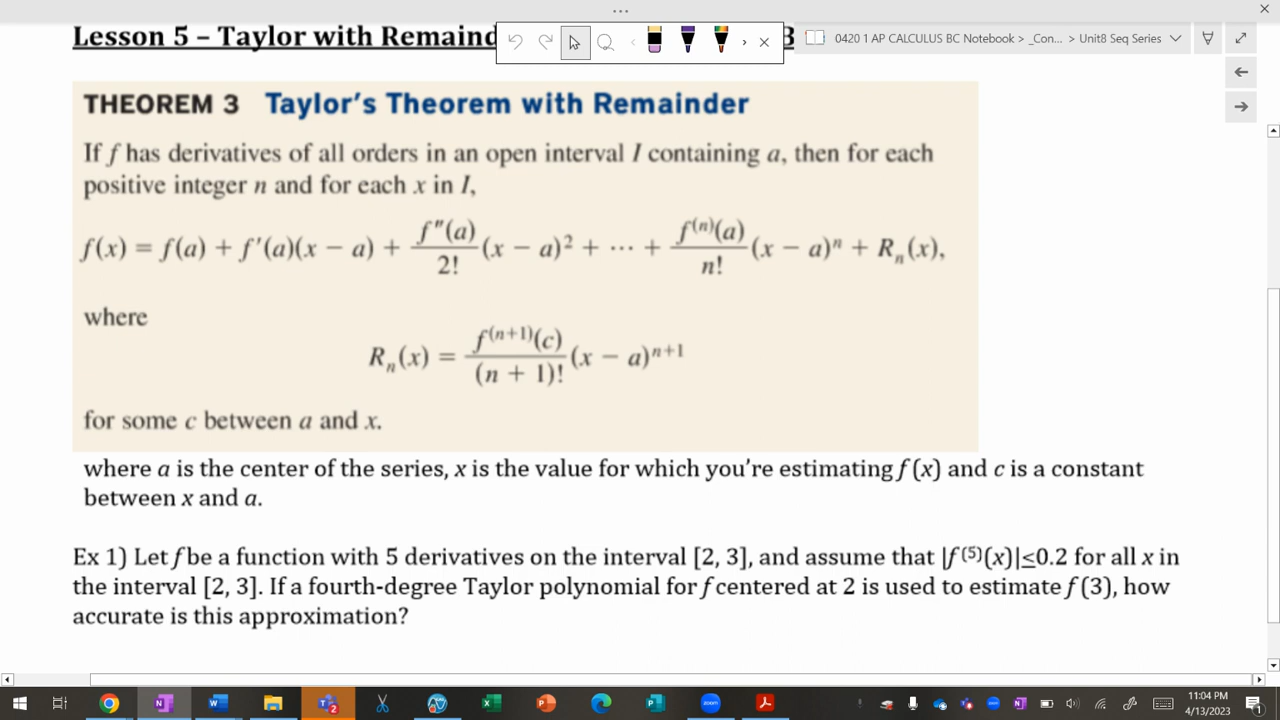 Lesson 5 – Taylor with Remaind
0420 1 AP CALCULUS BC Notebook > _Con... > Unit8 Seq Series
THEOREM 3 Taylor's Theorem with Remainder
If f has derivatives of all orders in an open interval I containing a, then for each
positive integer n and for each x in I,
f(x) = f(a) + f'(a)(x − a) + f''(a)/2! (x − a)² + ⋯ + f⁽ⁿ⁾(a)/n! (x − a)ⁿ + Rₙ(x),
where
Rₙ(x) = f⁽ⁿ⁺¹⁾(c)/(n + 1)! (x − a)ⁿ⁺¹
for some c between a and x.
where a is the center of the series, x is the value for which you're estimating f (x) and c is a constant
between x and a.
Ex 1) Let f be a function with 5 derivatives on the interval [2, 3], and assume that |f⁽⁵⁾(x)|≤0.2 for all x in
the interval [2, 3]. If a fourth-degree Taylor polynomial for f centered at 2 is used to estimate f (3), how
accurate is this approximation?
11:04 PM
4/13/2023